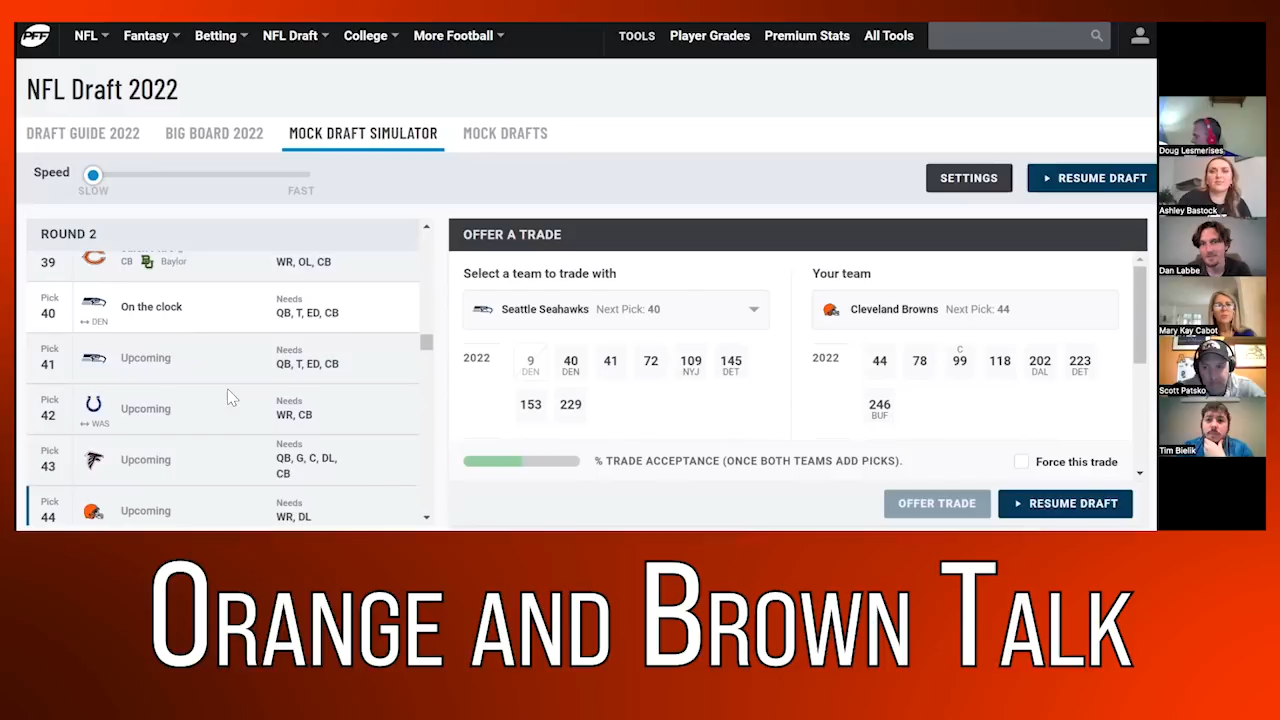 PFF NFL Fantasy Betting NFL Draft College More Football TOOLS Player Grades Premium Stats All Tools
NFL Draft 2022
DRAFT GUIDE 2022 BIG BOARD 2022 MOCK DRAFT SIMULATOR MOCK DRAFTS
Speed
SLOW FAST
SETTINGS RESUME DRAFT
ROUND 2
39 CB Baylor WR, OL, CB
Pick 40 DEN On the clock Needs QB, T, ED, CB
Pick 41 Upcoming Needs QB, T, ED, CB
Pick 42 WAS Upcoming Needs WR, CB
Pick 43 Upcoming Needs QB, G, C, DL, CB
Pick 44 Upcoming Needs WR, DL
OFFER A TRADE
Select a team to trade with
Seattle Seahawks Next Pick: 40
2022 9 DEN 40 DEN 41 72 109 NYJ 145 DET
153 229
Your team
Cleveland Browns Next Pick: 44
2022 44 78 C 99 118 202 DAL 223 DET
246 BUF
% TRADE ACCEPTANCE (ONCE BOTH TEAMS ADD PICKS).
Force this trade
OFFER TRADE RESUME DRAFT
Doug Lesmerises
Ashley Bastock
Dan Labbe
Mary Kay Cabot
Scott Patsko
Tim Bielik
ORANGE AND BROWN TALK